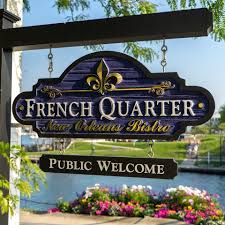 FRENCH QUARTER
New Orleans Bistro
PUBLIC WELCOME